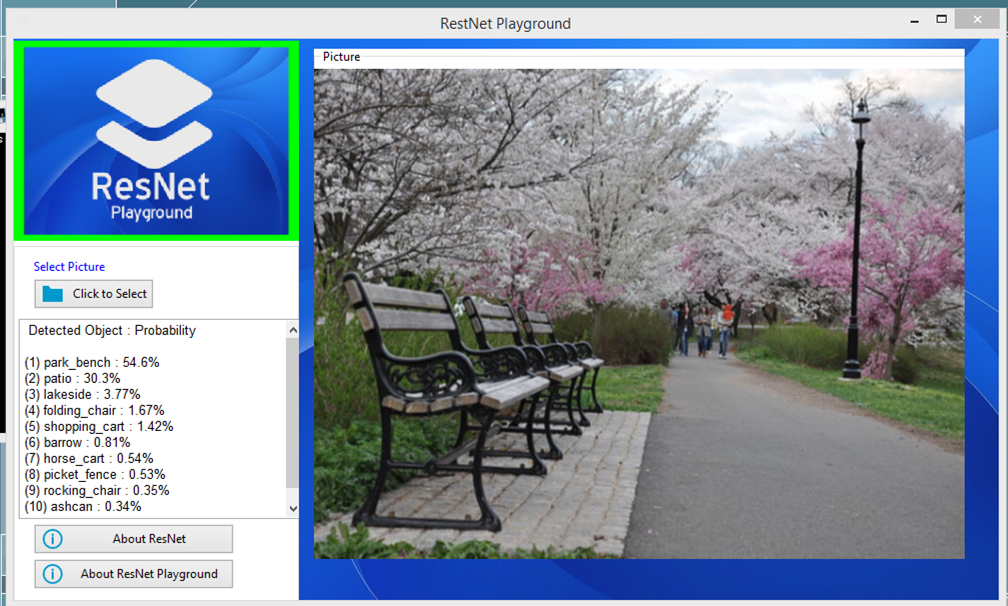 RestNet Playground
ResNet
Playground
Picture
Select Picture
Click to Select
Detected Object : Probability
(1) park_bench : 54.6%
(2) patio : 30.3%
(3) lakeside : 3.77%
(4) folding_chair : 1.67%
(5) shopping_cart : 1.42%
(6) barrow : 0.81%
(7) horse_cart : 0.54%
(8) picket_fence : 0.53%
(9) rocking_chair : 0.35%
(10) ashcan : 0.34%
About ResNet
About ResNet Playground